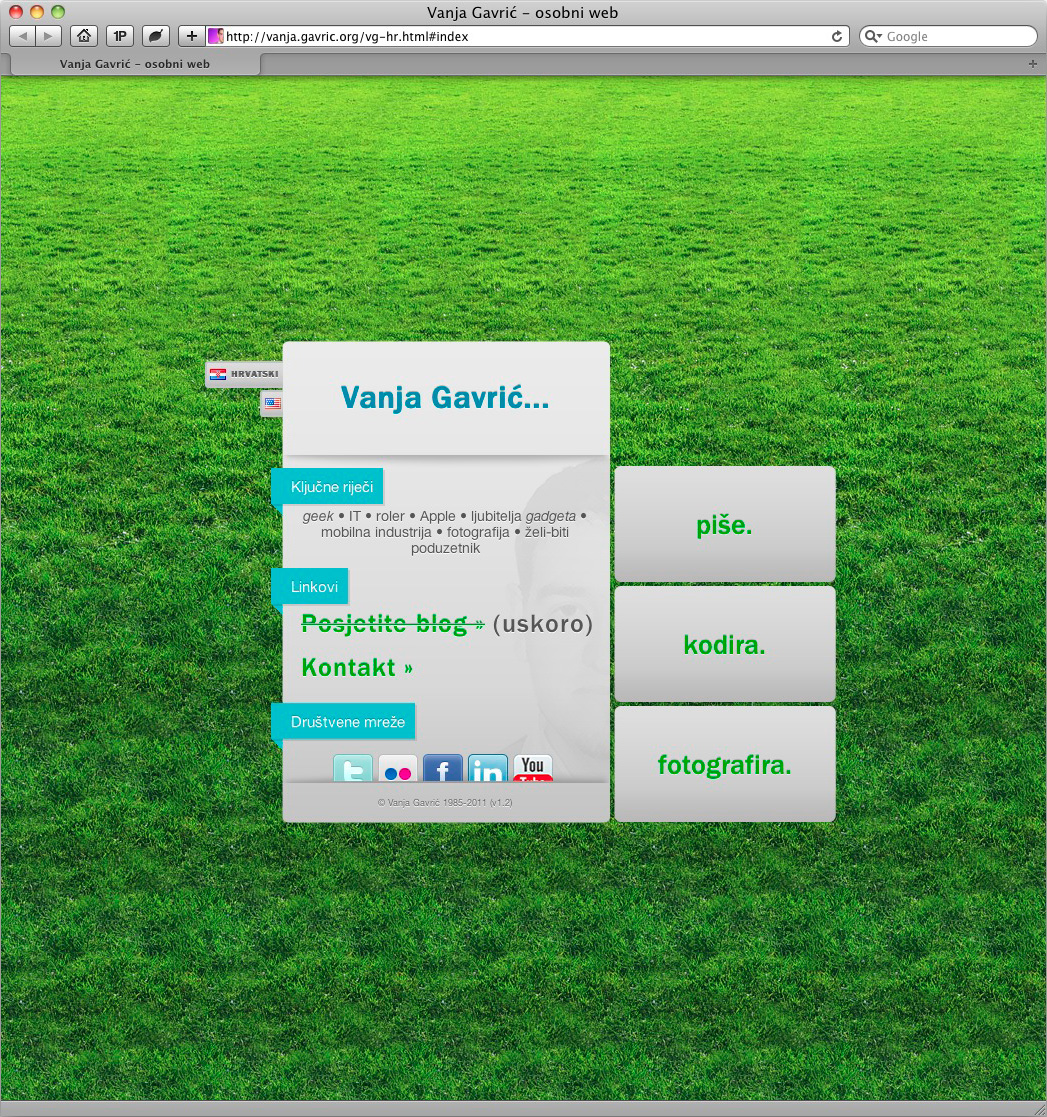 Vanja Gavrić – osobni web
1P
http://vanja.gavric.org/vg-hr.html#index
Google
Vanja Gavrić – osobni web
HRVATSKI
Vanja Gavrić...
Ključne riječi
geek • IT • roler • Apple • ljubitelja gadgeta •
mobilna industrija • fotografija • želi-biti
poduzetnik
Linkovi
Posjetite blog » (uskoro)
Kontakt »
Društvene mreže
t
f
in
You
Tube
© Vanja Gavrić 1985-2011 (v1.2)
piše.
kodira.
fotografira.